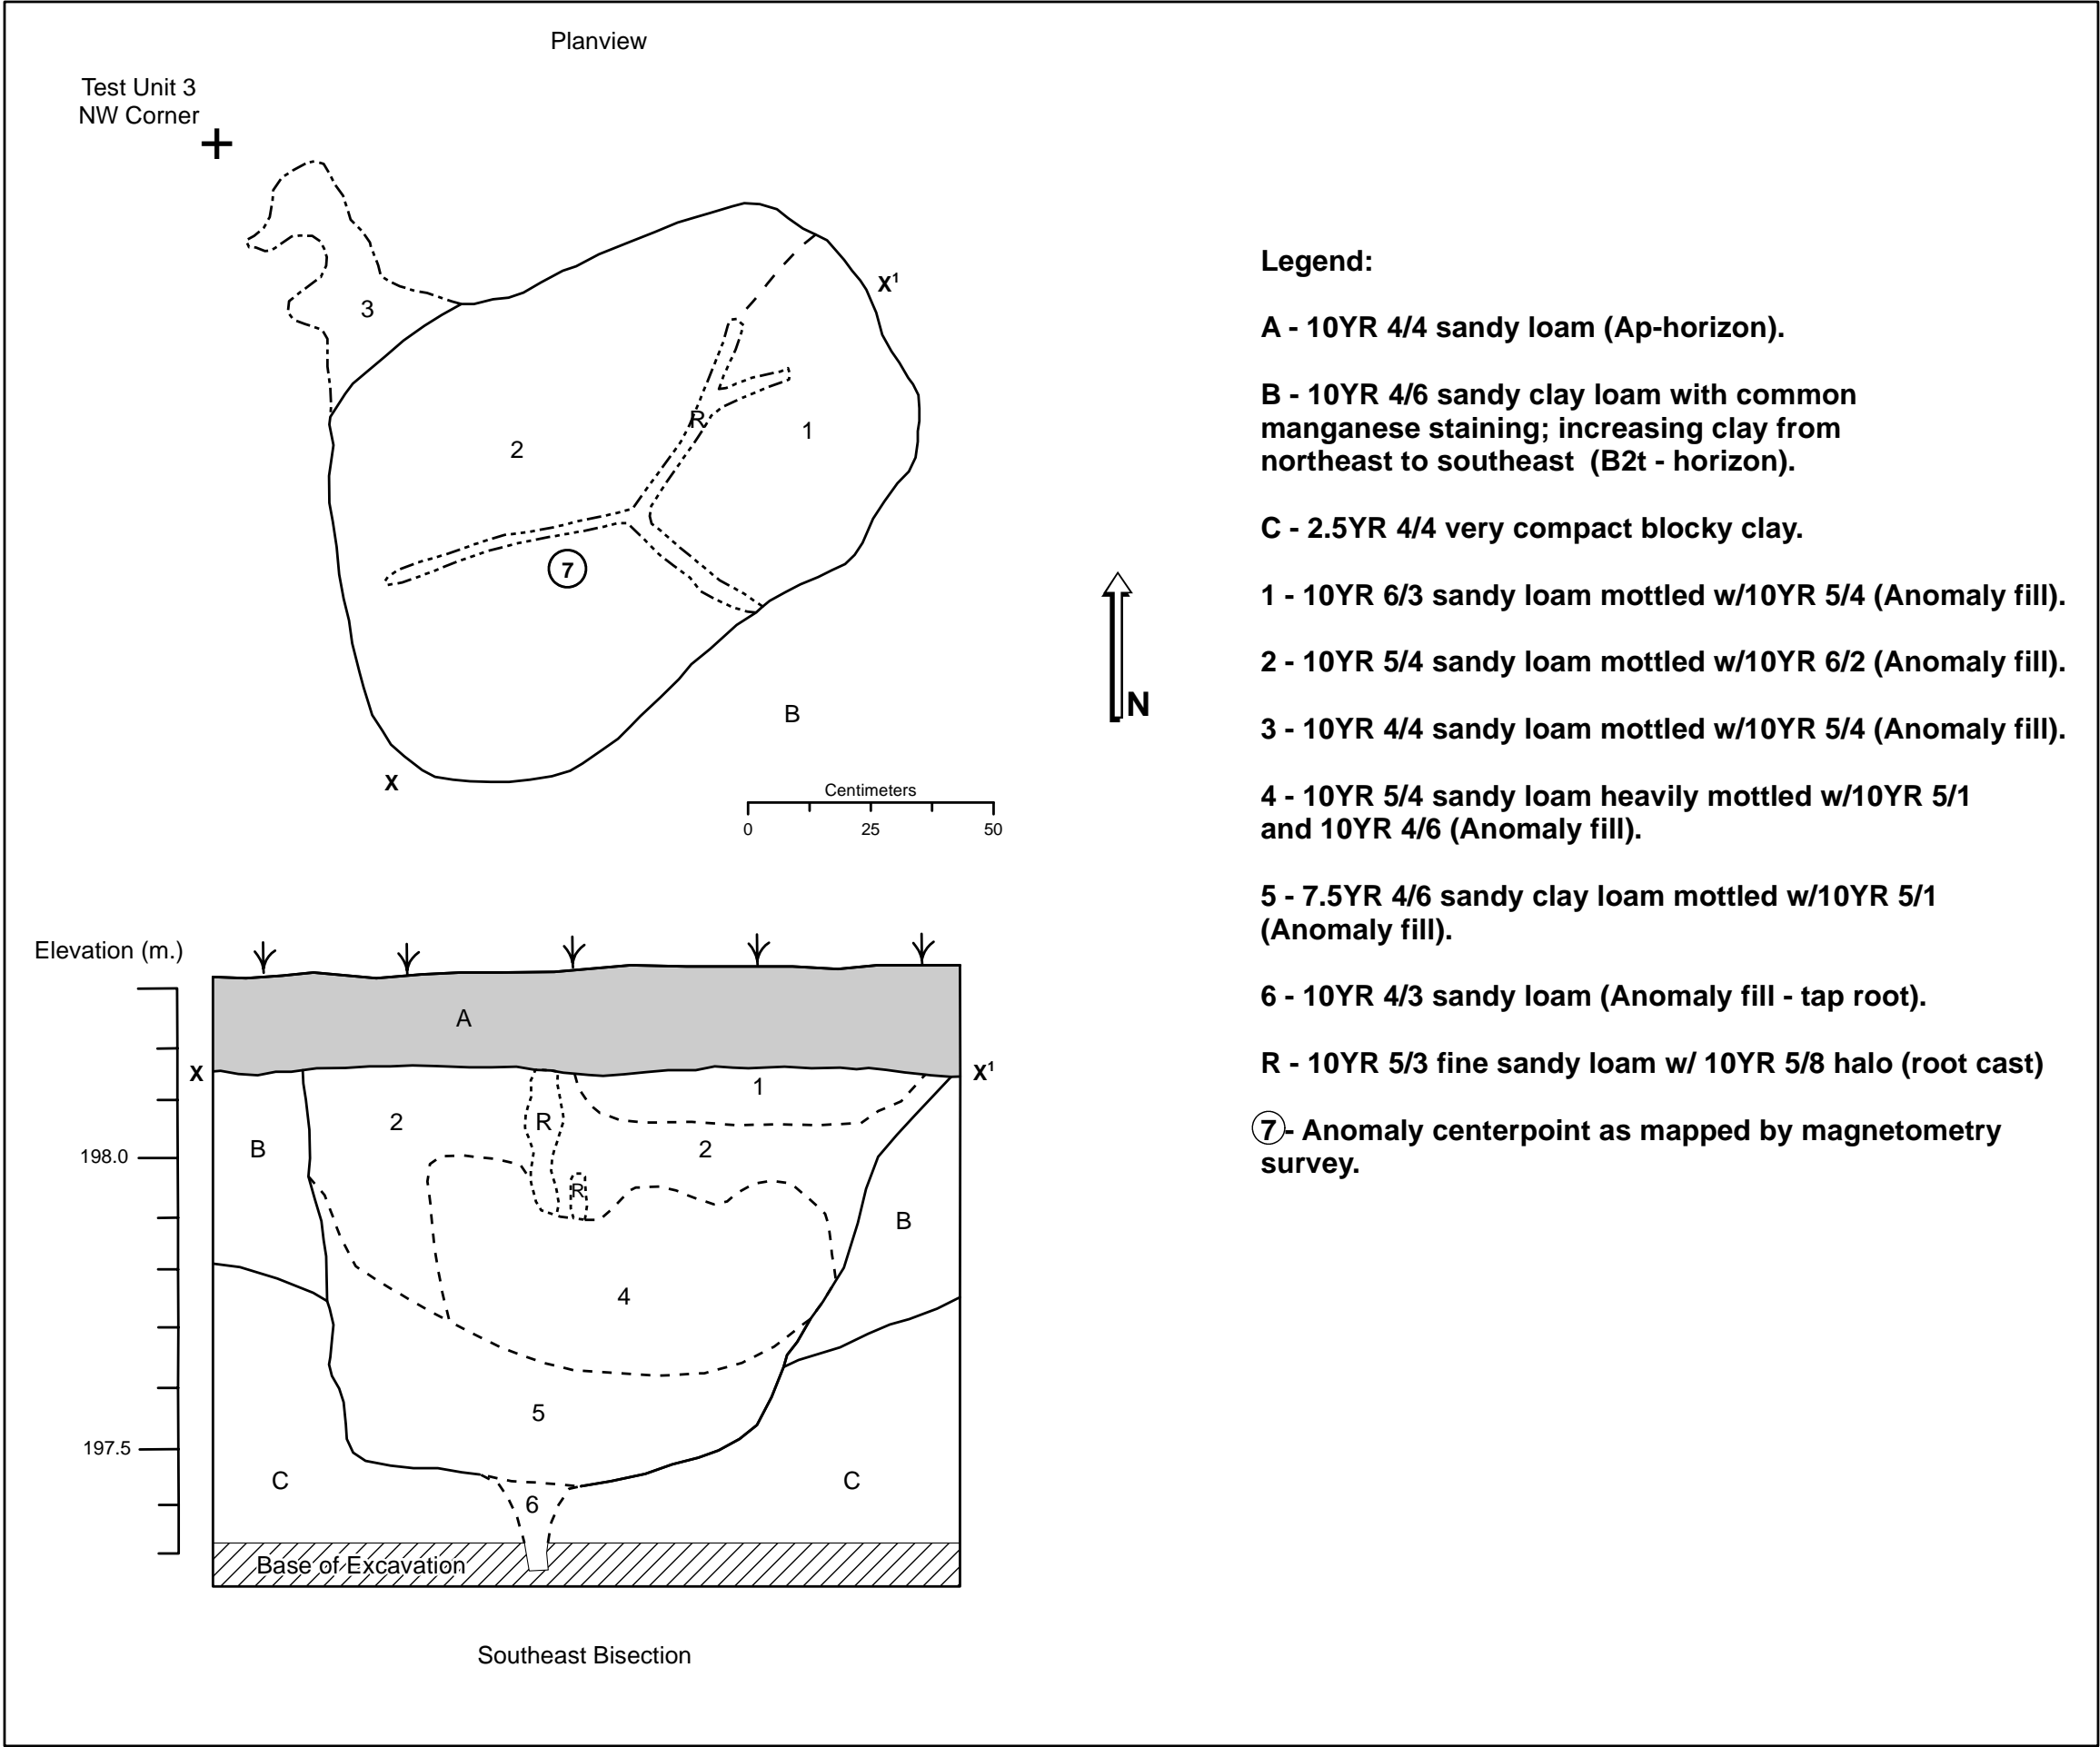 Planview
Test Unit 3
NW Corner
X¹
3
R
2
1
7
B
X
N
Centimeters
0 25 50
Legend:
A - 10YR 4/4 sandy loam (Ap-horizon).
B - 10YR 4/6 sandy clay loam with common
manganese staining; increasing clay from
northeast to southeast (B2t - horizon).
C - 2.5YR 4/4 very compact blocky clay.
1 - 10YR 6/3 sandy loam mottled w/10YR 5/4 (Anomaly fill).
2 - 10YR 5/4 sandy loam mottled w/10YR 6/2 (Anomaly fill).
3 - 10YR 4/4 sandy loam mottled w/10YR 5/4 (Anomaly fill).
4 - 10YR 5/4 sandy loam heavily mottled w/10YR 5/1
and 10YR 4/6 (Anomaly fill).
5 - 7.5YR 4/6 sandy clay loam mottled w/10YR 5/1
(Anomaly fill).
6 - 10YR 4/3 sandy loam (Anomaly fill - tap root).
R - 10YR 5/3 fine sandy loam w/ 10YR 5/8 halo (root cast)
7 - Anomaly centerpoint as mapped by magnetometry
survey.
Elevation (m.)
A
X
X¹
1
2
R
B
2
198.0
R
B
4
5
197.5
C
C
6
Base of Excavation
Southeast Bisection